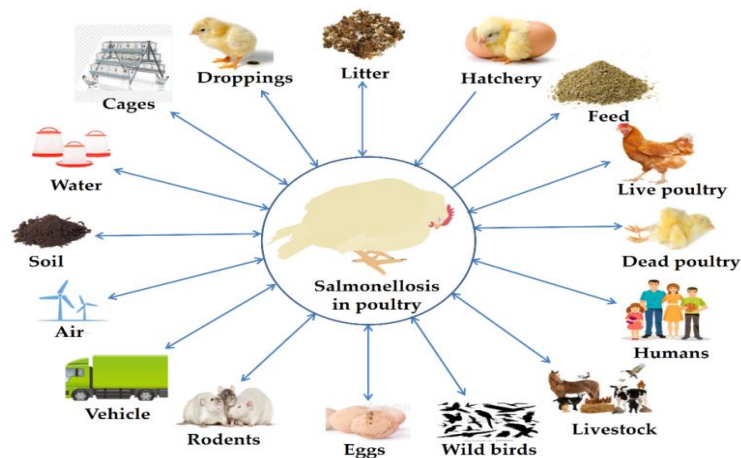 Droppings
Litter
Hatchery
Cages
Feed
Live poultry
Water
Dead poultry
Soil
Salmonellosis
in poultry
Air
Humans
Vehicle
Rodents
Eggs
Wild birds
Livestock